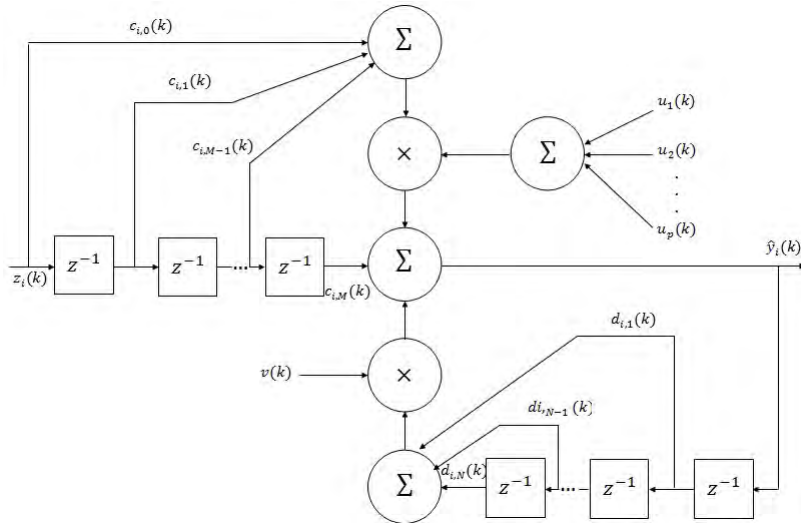 c_{i,0}(k)
Σ
c_{i,1}(k)
c_{i,M−1}(k)
u_1(k)
×
Σ
u_2(k)
.
.
.
u_p(k)
ŷ_i(k)
z_i(k)
z^{−1}
z^{−1}
...
z^{−1}
c_{i,M}(k)
Σ
d_{i,1}(k)
v(k)
×
di,_{N−1}(k)
d_{i,N}(k)
Σ
z^{−1}
...
z^{−1}
z^{−1}